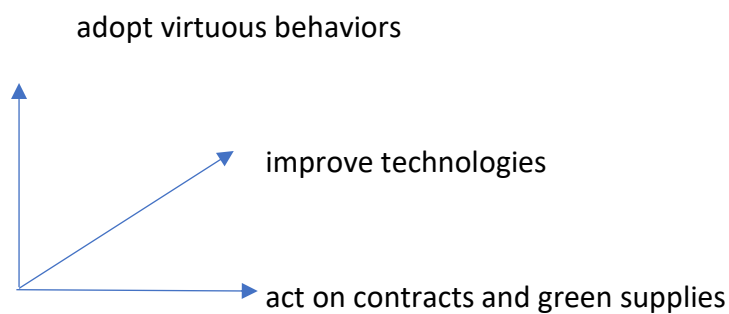 adopt virtuous behaviors
improve technologies
act on contracts and green supplies